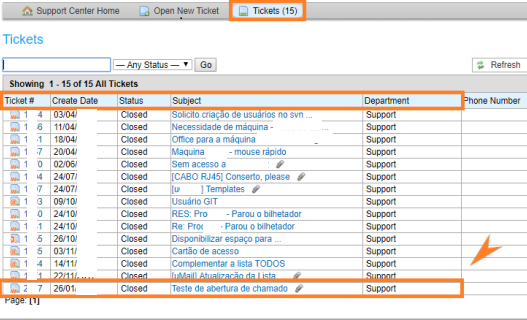 Support Center Home Open New Ticket Tickets (15)
Tickets
— Any Status — Go Refresh
Showing 1 - 15 of 15 All Tickets
Ticket # Create Date Status Subject Department Phone Number
1 4 03/04/ Closed Solicito criação de usuários no svn ... Support
1 6 11/04/ Closed Necessidade de máquina - Support
1 1 18/04/ Closed Office para a máquina Support
1 7 20/04/ Closed Maquina - mouse rápido Support
1 0 02/06/ Closed Sem acesso a Support
1 4 24/07/ Closed [CABO RJ45] Conserto, please Support
1 24/07/ Closed ] Templates Support
1 3 09/10/ Closed Usuário GIT Support
1 0 24/10/ Closed RES: Pro - Parou o bilhetador Support
1 4 24/10/ Closed Re: Pro - Parou o bilhetador Support
1 5 26/10/ Closed Disponibilizar espaço para ... Support
1 5 03/11/ Closed Cartão de acesso Support
1 4 14/11/ Closed Complementar a lista TODOS Support
1 1 22/11/ Closed [uMail] Atualização da Lista Support
2 7 26/01/ Closed Teste de abertura de chamado Support
Page: [1]